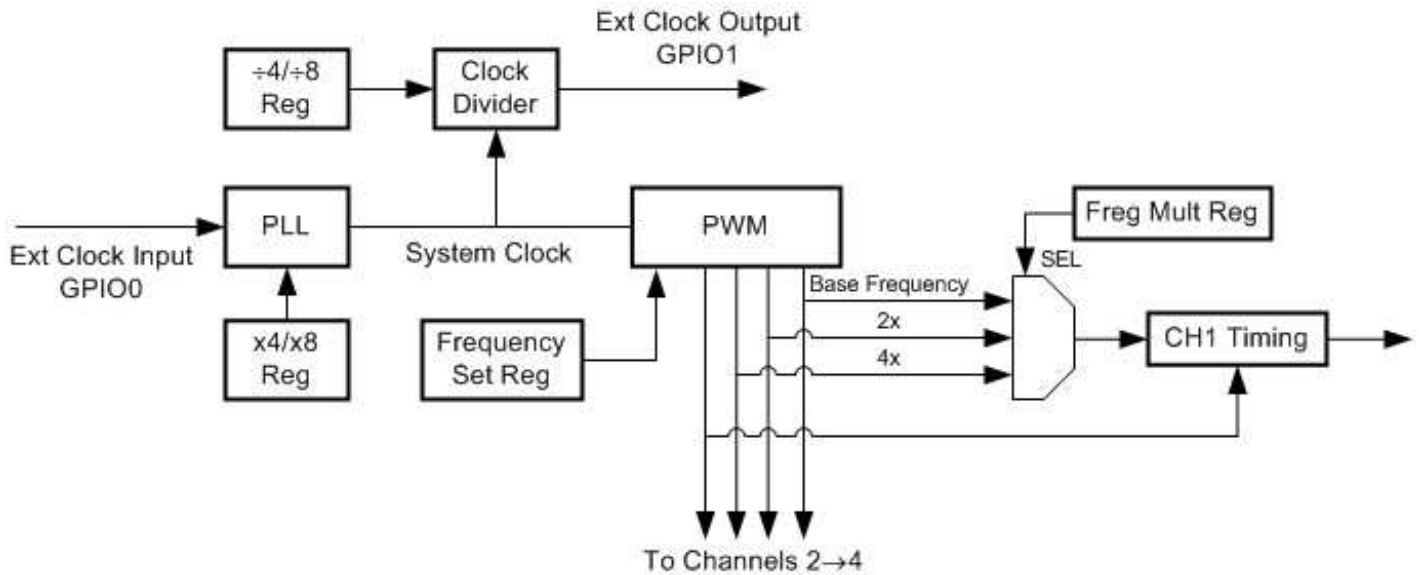 Ext Clock Output
GPIO1
÷4/÷8
Reg
Clock
Divider
PLL
PWM
Freg Mult Reg
Ext Clock Input
GPIO0
System Clock
SEL
Base Frequency
2x
4x
x4/x8
Reg
Frequency
Set Reg
CH1 Timing
To Channels 2→4